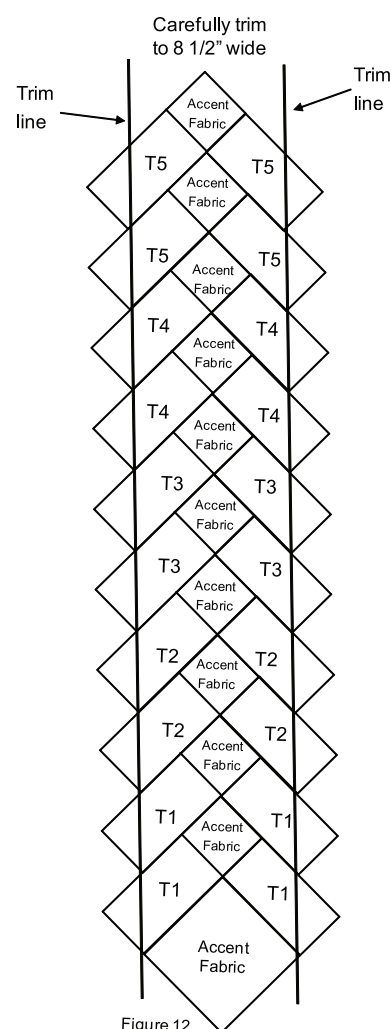 Carefully trim
to 8 1/2” wide
Trim
line
Trim
line
Accent
Fabric
T5
T5
Accent
Fabric
T5
T5
Accent
Fabric
T4
T4
Accent
Fabric
T4
T4
Accent
Fabric
T3
T3
Accent
Fabric
T3
T3
Accent
Fabric
T2
T2
Accent
Fabric
T2
T2
Accent
Fabric
T1
T1
Accent
Fabric
T1
T1
Accent
Fabric
Figure 12